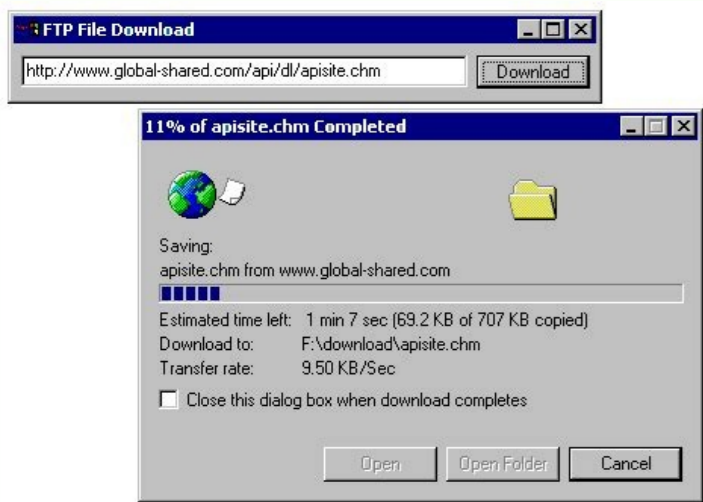 FTP File Download
http://www.global-shared.com/api/dl/apisite.chm
Download
11% of apisite.chm Completed
Saving:
apisite.chm from www.global-shared.com
Estimated time left: 1 min 7 sec (69.2 KB of 707 KB copied)
Download to: F:\download\apisite.chm
Transfer rate: 9.50 KB/Sec
Close this dialog box when download completes
Open Open Folder Cancel